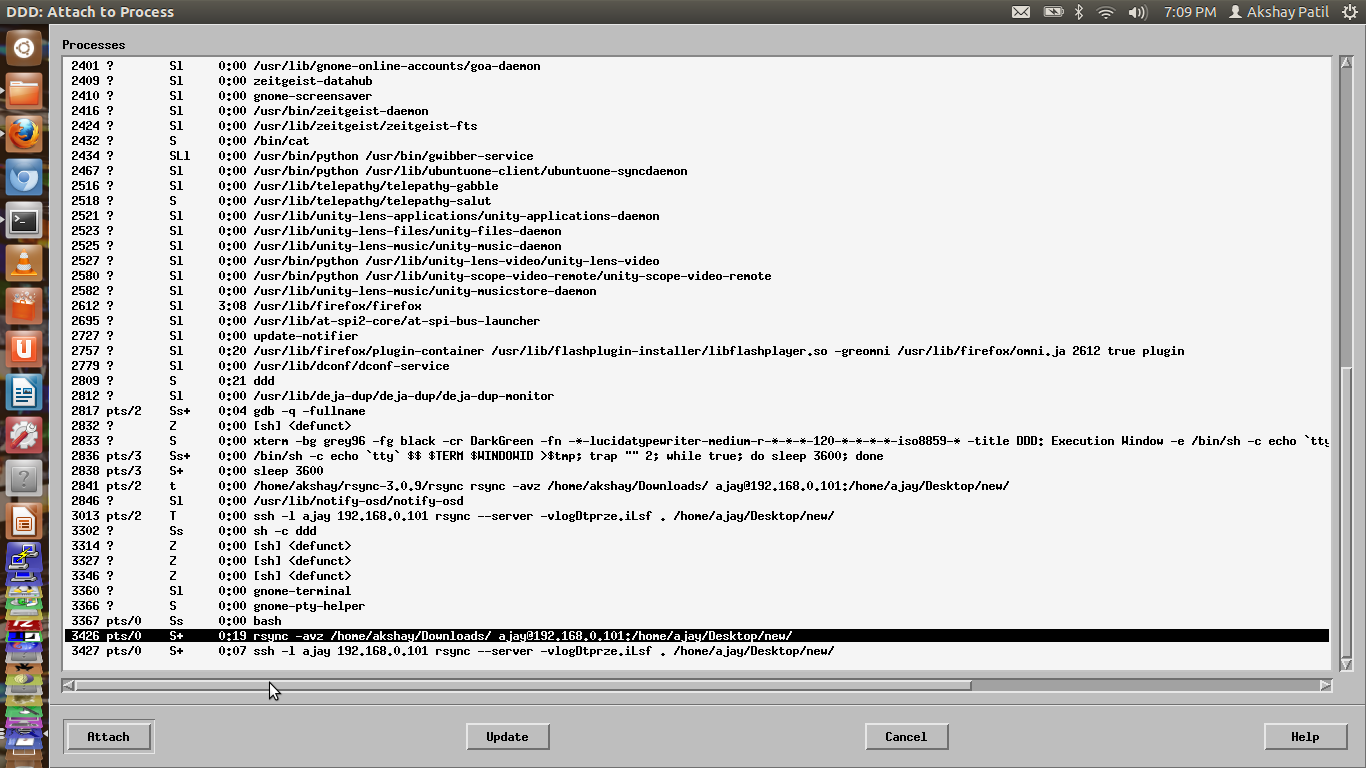 DDD: Attach to Process 7:09 PM Akshay Patil
Processes
2401 ? Sl 0:00 /usr/lib/gnome-online-accounts/goa-daemon
2409 ? Sl 0:00 zeitgeist-datahub
2410 ? Sl 0:00 gnome-screensaver
2416 ? Sl 0:00 /usr/bin/zeitgeist-daemon
2424 ? Sl 0:00 /usr/lib/zeitgeist/zeitgeist-fts
2432 ? S 0:00 /bin/cat
2434 ? SLl 0:00 /usr/bin/python /usr/bin/gwibber-service
2467 ? Sl 0:00 /usr/bin/python /usr/lib/ubuntuone-client/ubuntuone-syncdaemon
2516 ? Sl 0:00 /usr/lib/telepathy/telepathy-gabble
2518 ? S 0:00 /usr/lib/telepathy/telepathy-salut
2521 ? Sl 0:00 /usr/lib/unity-lens-applications/unity-applications-daemon
2523 ? Sl 0:00 /usr/lib/unity-lens-files/unity-files-daemon
2525 ? Sl 0:00 /usr/lib/unity-lens-music/unity-music-daemon
2527 ? Sl 0:00 /usr/bin/python /usr/lib/unity-lens-video/unity-lens-video
2580 ? Sl 0:00 /usr/bin/python /usr/lib/unity-scope-video-remote/unity-scope-video-remote
2582 ? Sl 0:00 /usr/lib/unity-lens-music/unity-musicstore-daemon
2612 ? Sl 3:08 /usr/lib/firefox/firefox
2695 ? Sl 0:00 /usr/lib/at-spi2-core/at-spi-bus-launcher
2727 ? Sl 0:00 update-notifier
2757 ? Sl 0:20 /usr/lib/firefox/plugin-container /usr/lib/flashplugin-installer/libflashplayer.so -greomni /usr/lib/firefox/omni.ja 2612 true plugin
2779 ? Sl 0:00 /usr/lib/dconf/dconf-service
2809 ? S 0:21 ddd
2812 ? Sl 0:00 /usr/lib/deja-dup/deja-dup/deja-dup-monitor
2817 pts/2 Ss+ 0:04 gdb -q -fullname
2832 ? Z 0:00 [sh] <defunct>
2833 ? S 0:00 xterm -bg grey96 -fg black -cr DarkGreen -fn -*-lucidatypewriter-medium-r-*-*-*-120-*-*-*-*-iso8859-* -title DDD: Execution Window -e /bin/sh -c echo `tty
2836 pts/3 Ss+ 0:00 /bin/sh -c echo `tty` $$ $TERM $WINDOWID >$tmp; trap "" 2; while true; do sleep 3600; done
2838 pts/3 S+ 0:00 sleep 3600
2841 pts/2 t 0:00 /home/akshay/rsync-3.0.9/rsync rsync -avz /home/akshay/Downloads/ ajay@192.168.0.101:/home/ajay/Desktop/new/
2846 ? Sl 0:00 /usr/lib/notify-osd/notify-osd
3013 pts/2 T 0:00 ssh -l ajay 192.168.0.101 rsync --server -vlogDtprze.iLsf . /home/ajay/Desktop/new/
3302 ? Ss 0:00 sh -c ddd
3314 ? Z 0:00 [sh] <defunct>
3327 ? Z 0:00 [sh] <defunct>
3346 ? Z 0:00 [sh] <defunct>
3360 ? Sl 0:00 gnome-terminal
3366 ? S 0:00 gnome-pty-helper
3367 pts/0 Ss 0:00 bash
3426 pts/0 S+ 0:19 rsync -avz /home/akshay/Downloads/ ajay@192.168.0.101:/home/ajay/Desktop/new/
3427 pts/0 S+ 0:07 ssh -l ajay 192.168.0.101 rsync --server -vlogDtprze.iLsf . /home/ajay/Desktop/new/
Attach Update Cancel Help